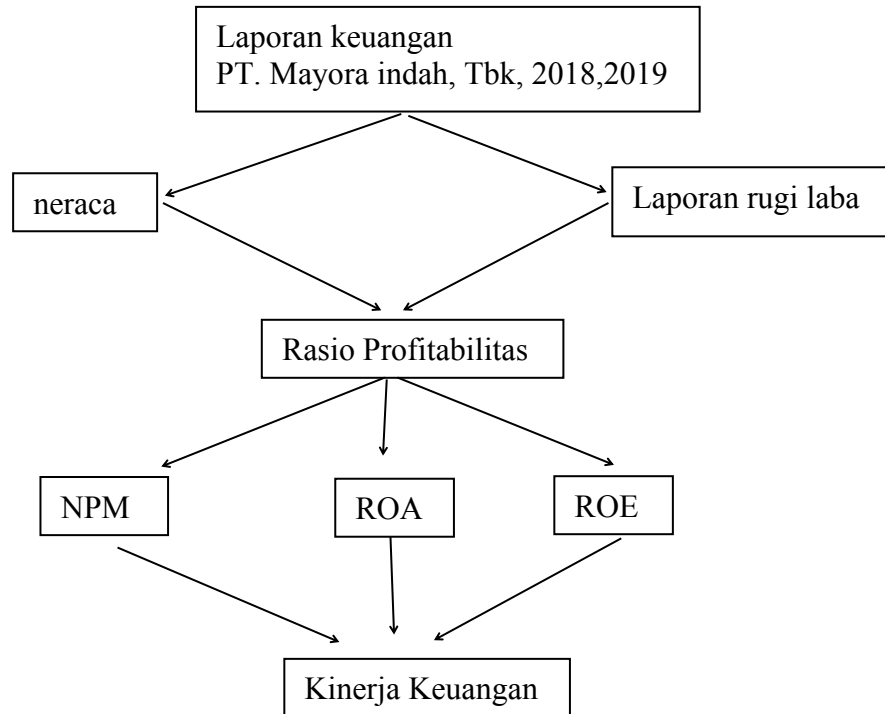 Laporan keuangan
PT. Mayora indah, Tbk, 2018,2019
neraca
Laporan rugi laba
Rasio Profitabilitas
NPM
ROA
ROE
Kinerja Keuangan